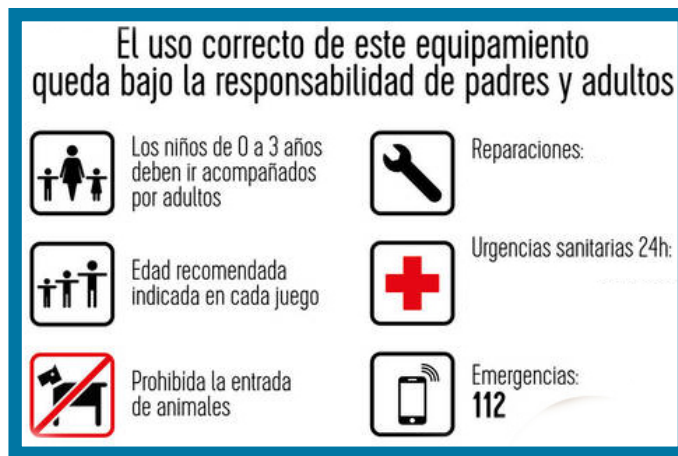 El uso correcto de este equipamiento
queda bajo la responsabilidad de padres y adultos
Los niños de 0 a 3 años
deben ir acompañados
por adultos
Edad recomendada
indicada en cada juego
Prohibida la entrada
de animales
Reparaciones:
Urgencias sanitarias 24h:
Emergencias:
112